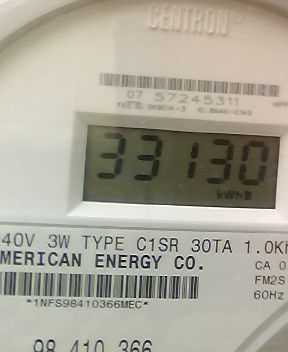 CENTRON®
07 57245311
33130
kWh
40V 3W TYPE C1SR 30TA 1.0Kh
MERICAN ENERGY CO.
CA 0
FM2S
60Hz
*1NFS98410366MEC*
98 410 366